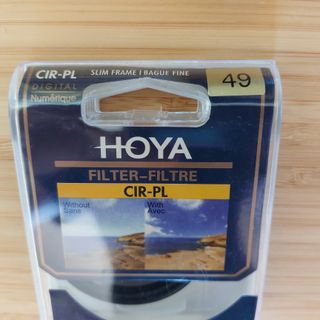 CIR-PL SLIM FRAME | BAGUE FINE 49
DIGITAL
Numérique
HOYA
FILTER-FILTRE
CIR-PL
Without With
Sans Avec